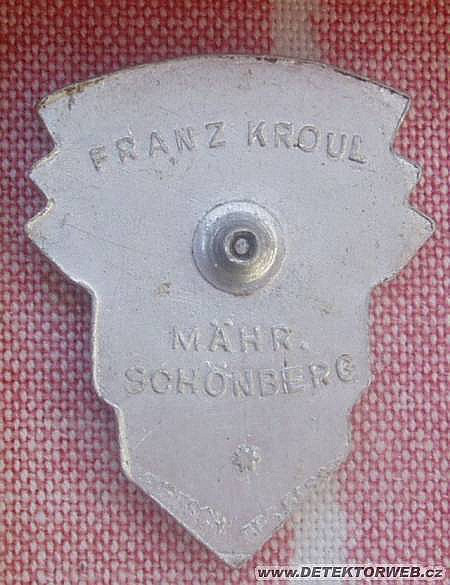 FRANZ KROUL
MÄHR.
SCHÖNBERG
www.DETEKTORWEB.cz